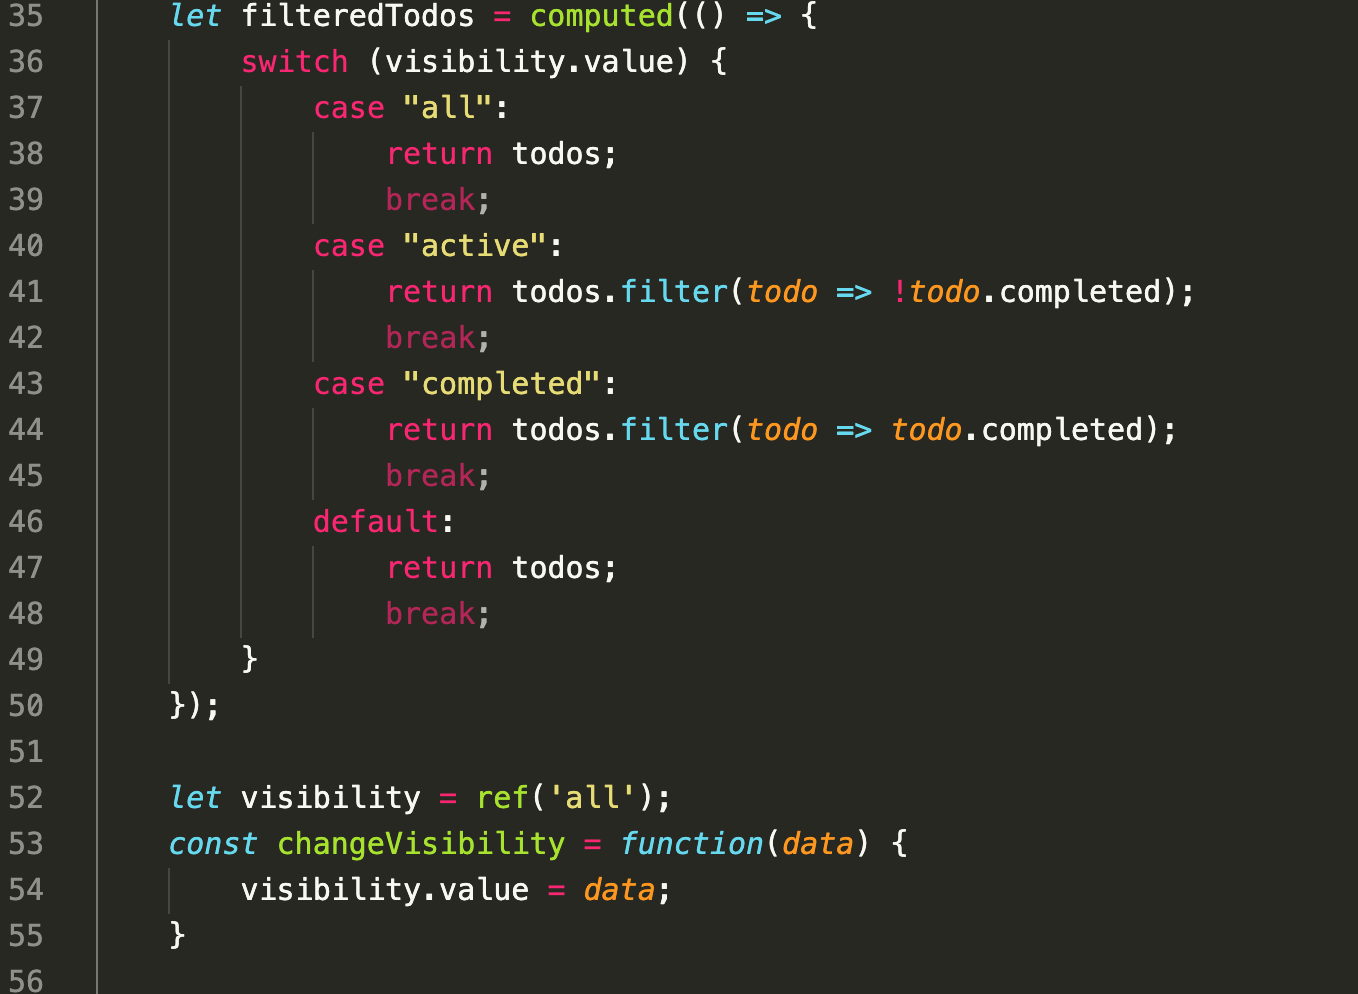 35 let filteredTodos = computed(() => {
36 switch (visibility.value) {
37 case "all":
38 return todos;
39 break;
40 case "active":
41 return todos.filter(todo => !todo.completed);
42 break;
43 case "completed":
44 return todos.filter(todo => todo.completed);
45 break;
46 default:
47 return todos;
48 break;
49 }
50 });
51
52 let visibility = ref('all');
53 const changeVisibility = function(data) {
54 visibility.value = data;
55 }
56